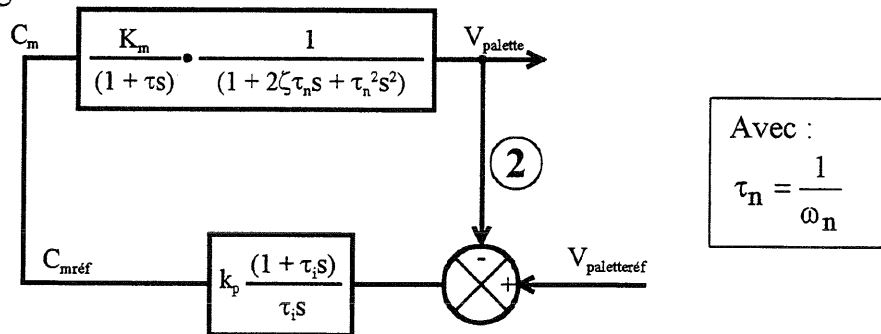 C_m
K_m / (1 + τs) • 1 / (1 + 2ζτ_n s + τ_n² s²)
V_palette
2
Avec :
τ_n = 1 / ω_n
C_mréf
k_p (1 + τ_i s) / τ_i s
-
+
V_paletteréf